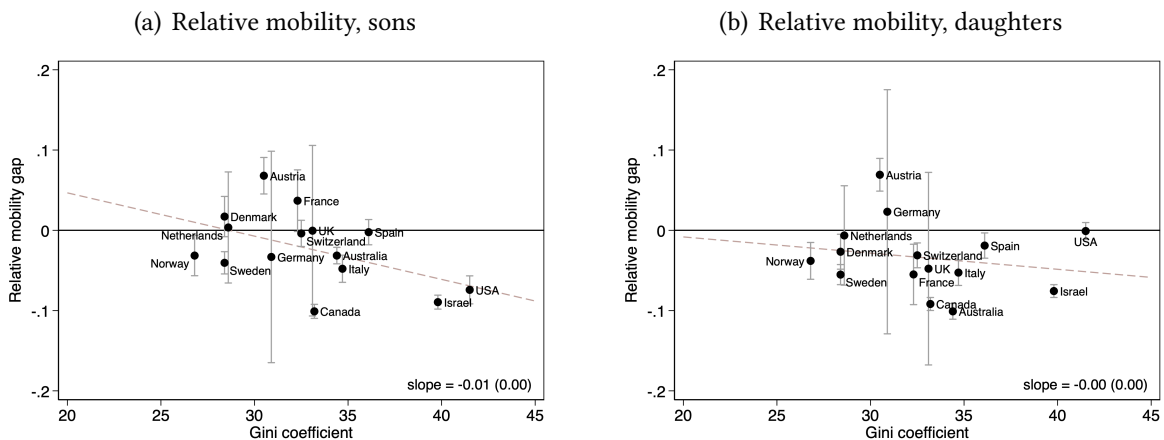 (a) Relative mobility, sons
.2
.1
0
-.1
-.2
Relative mobility gap
Austria
France
Denmark
Netherlands
UK
Switzerland
Spain
Norway
Sweden
Germany
Australia
Italy
USA
Israel
Canada
slope = -0.01 (0.00)
20 25 30 35 40 45
Gini coefficient
(b) Relative mobility, daughters
.2
.1
0
-.1
-.2
Relative mobility gap
Austria
Germany
Netherlands
USA
Spain
Denmark
Switzerland
Norway
Sweden
UK
France
Italy
Israel
Canada
Australia
slope = -0.00 (0.00)
20 25 30 35 40 45
Gini coefficient